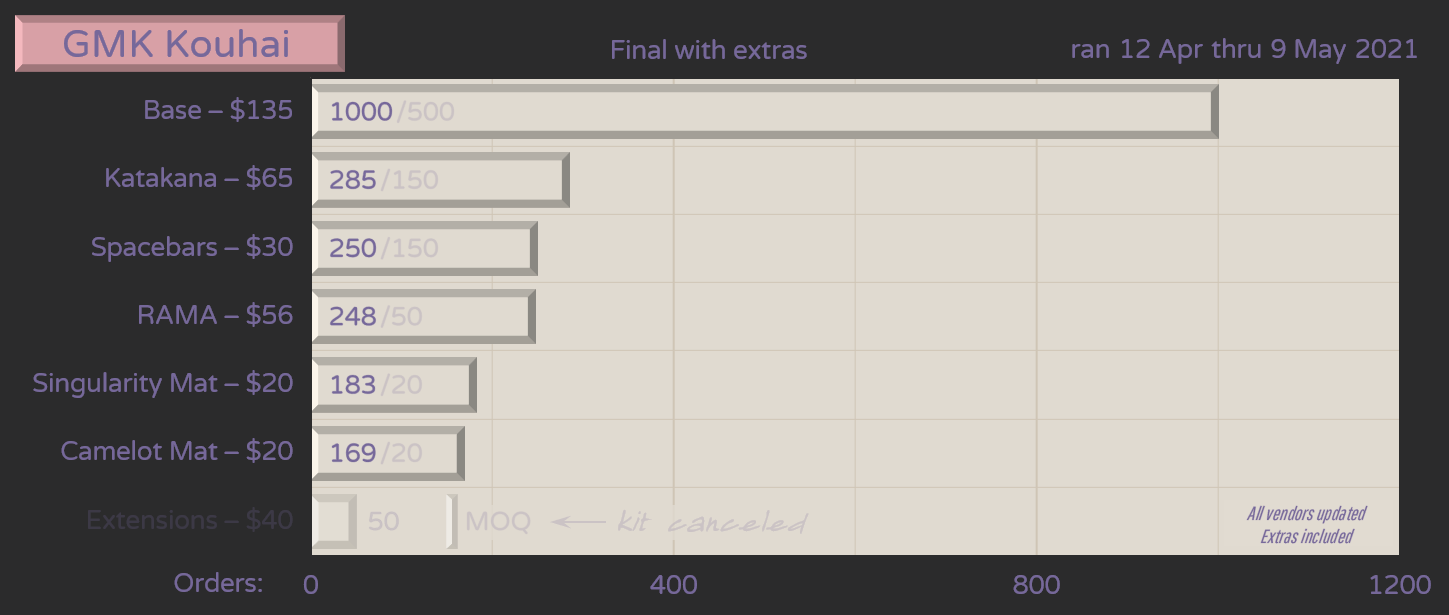 GMK Kouhai
Final with extras
ran 12 Apr thru 9 May 2021
Base – $135
1000/500
Katakana – $65
285/150
Spacebars – $30
250/150
RAMA – $56
248/50
Singularity Mat – $20
183/20
Camelot Mat – $20
169/20
Extensions – $40
50
MOQ
kit canceled
All vendors updated
Extras included
Orders: 0 400 800 1200